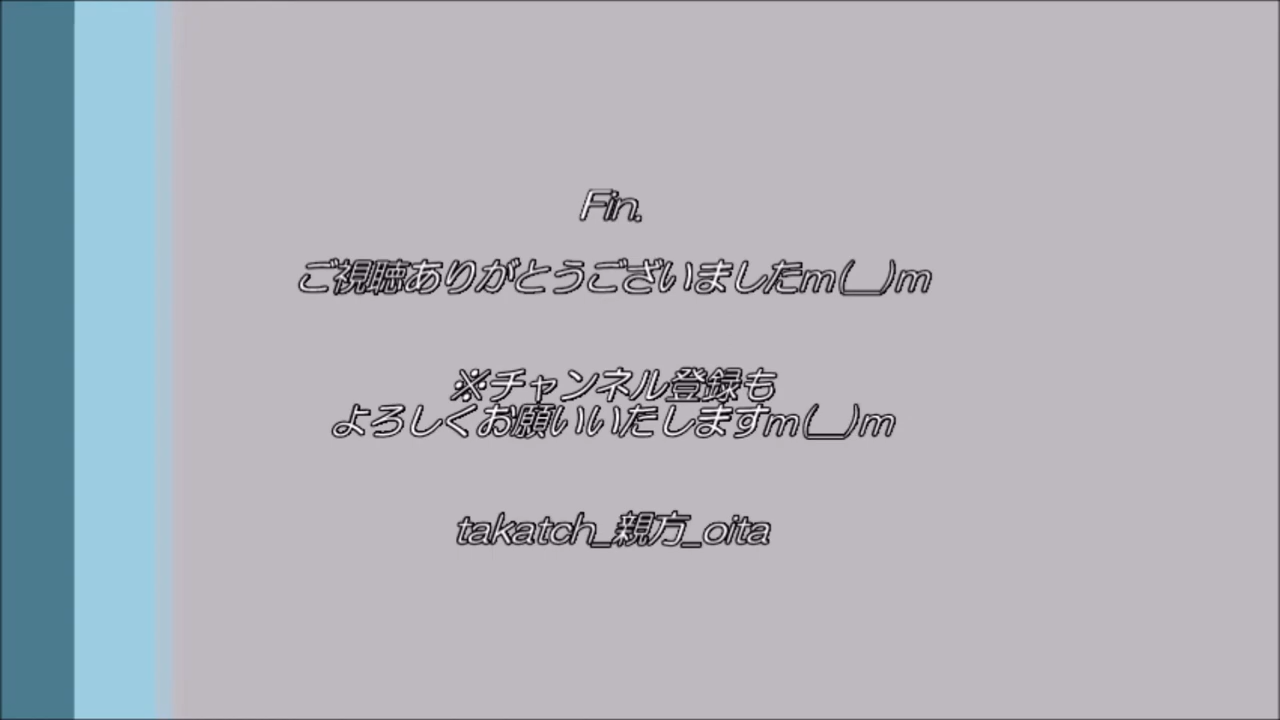 Fin.
ご視聴ありがとうございましたm(__)m
※チャンネル登録も
よろしくお願いいたしますm(__)m
takatch_親方_oita